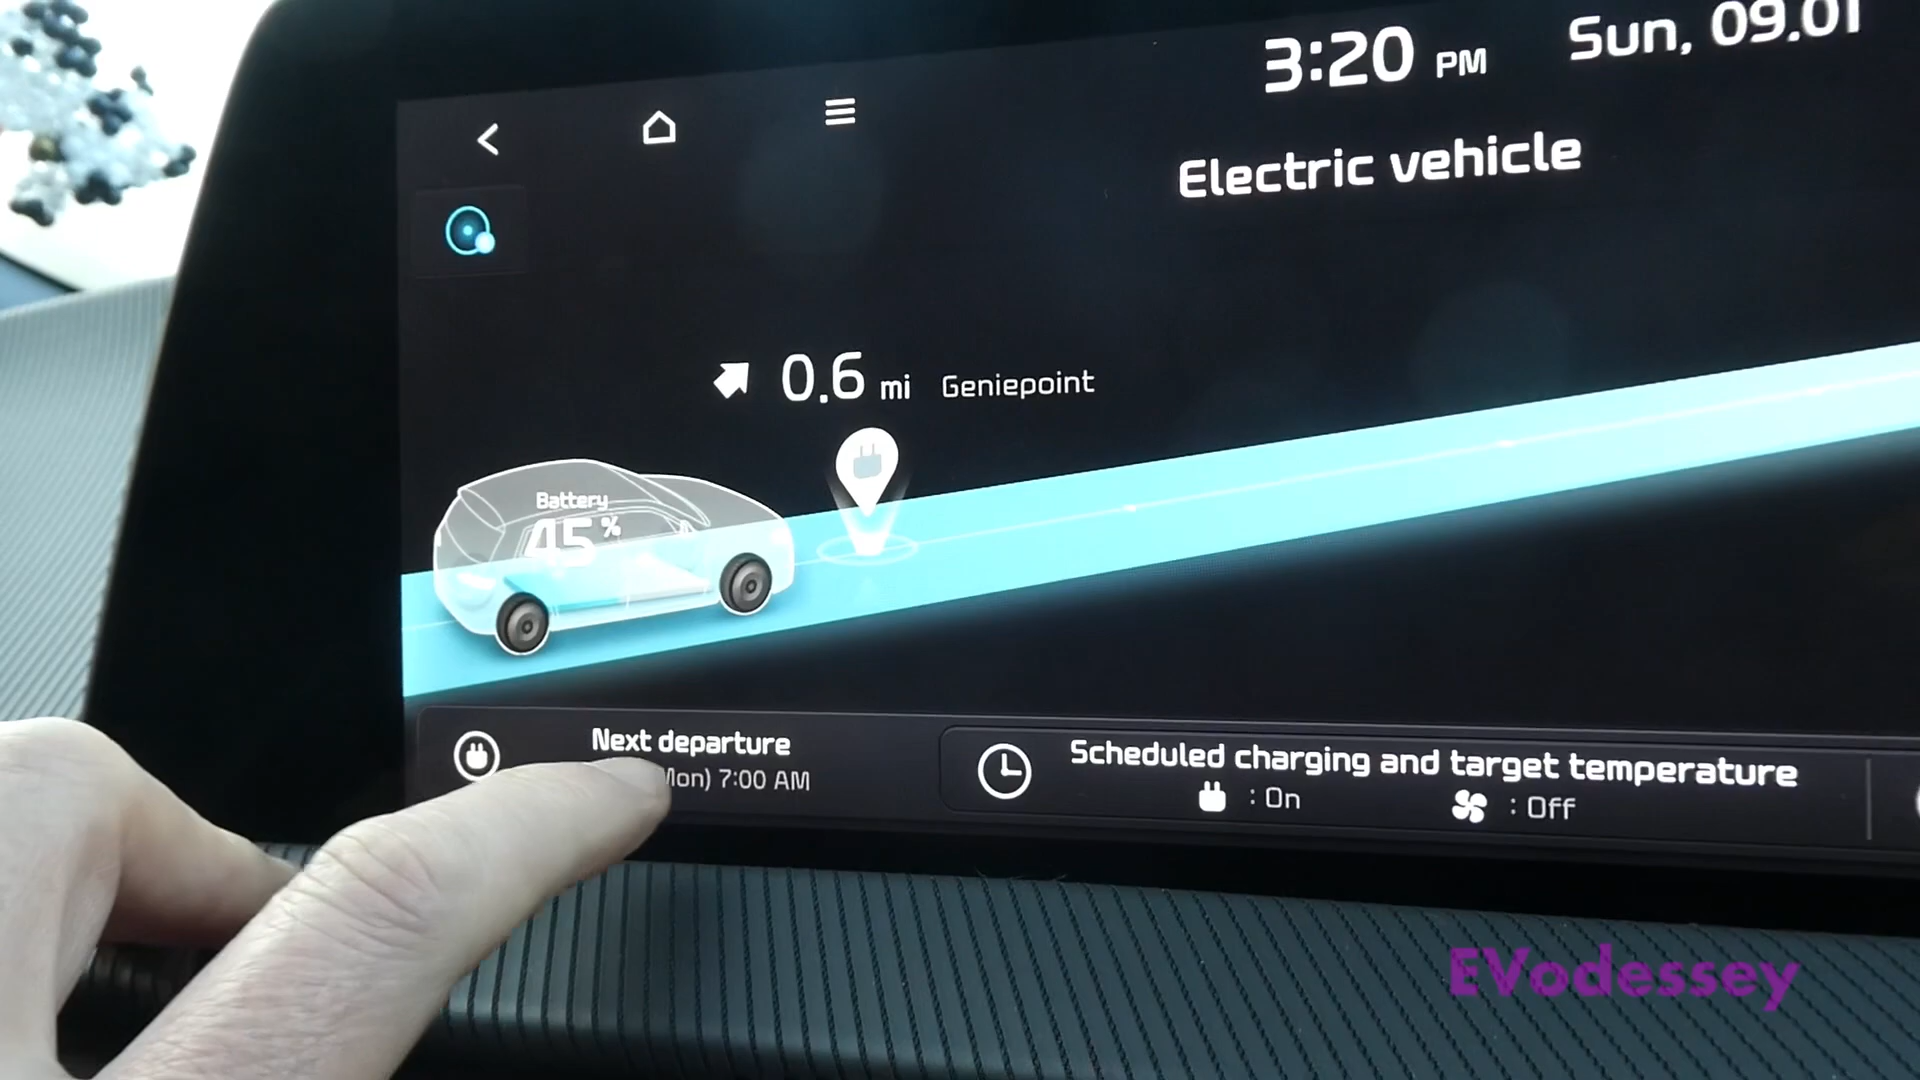 3:20 PM
Sun, 09.01
Electric vehicle
0.6 mi Geniepoint
Battery
45 %
Next departure
Mon) 7:00 AM
Scheduled charging and target temperature
: On
: Off
EVodessey